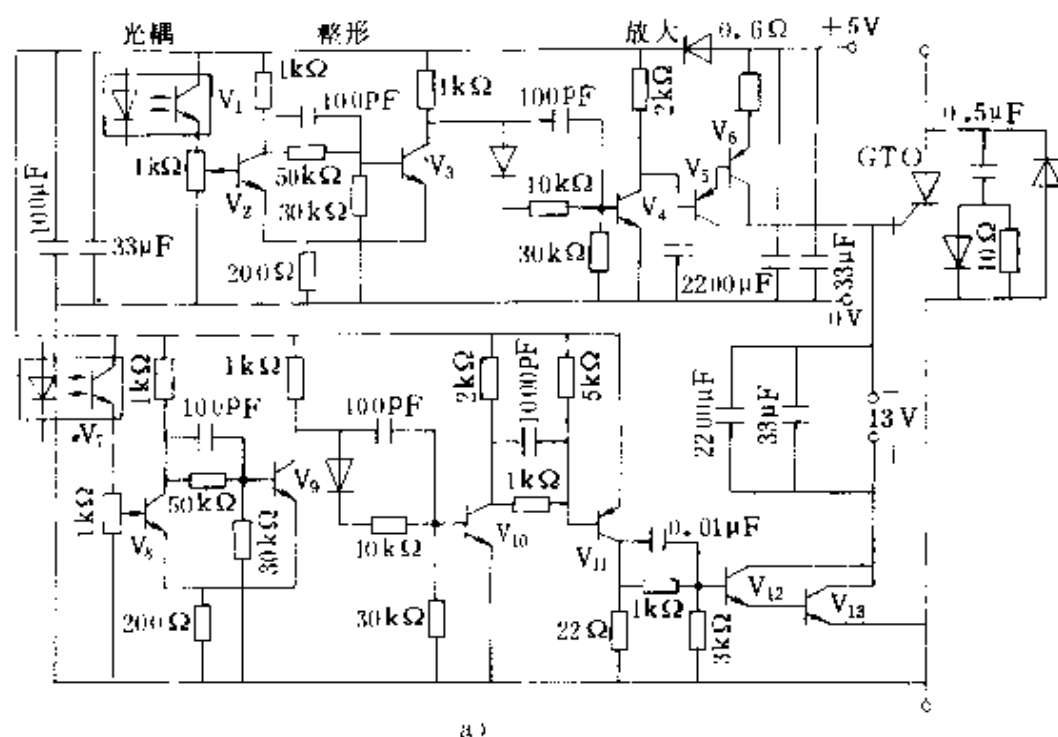 光耦 整形 放大 0.6Ω +5V
1kΩ 1kΩ 2kΩ
100PF 100PF
V1 V6 0.5μF
GTO
1kΩ 50kΩ V3 V5
10kΩ V4
V2 30kΩ 10Ω
100μF 33μF 30kΩ
200Ω 2200μF 33μF
0V
1kΩ 1kΩ 2kΩ 1000PF 5kΩ
100PF 100PF 2200μF 33μF 13V
V7
1kΩ
50kΩ V9
1kΩ V8 30kΩ 10kΩ V10 V11 0.01μF
V12
200Ω 30kΩ 22Ω 1kΩ V13
3kΩ
a)